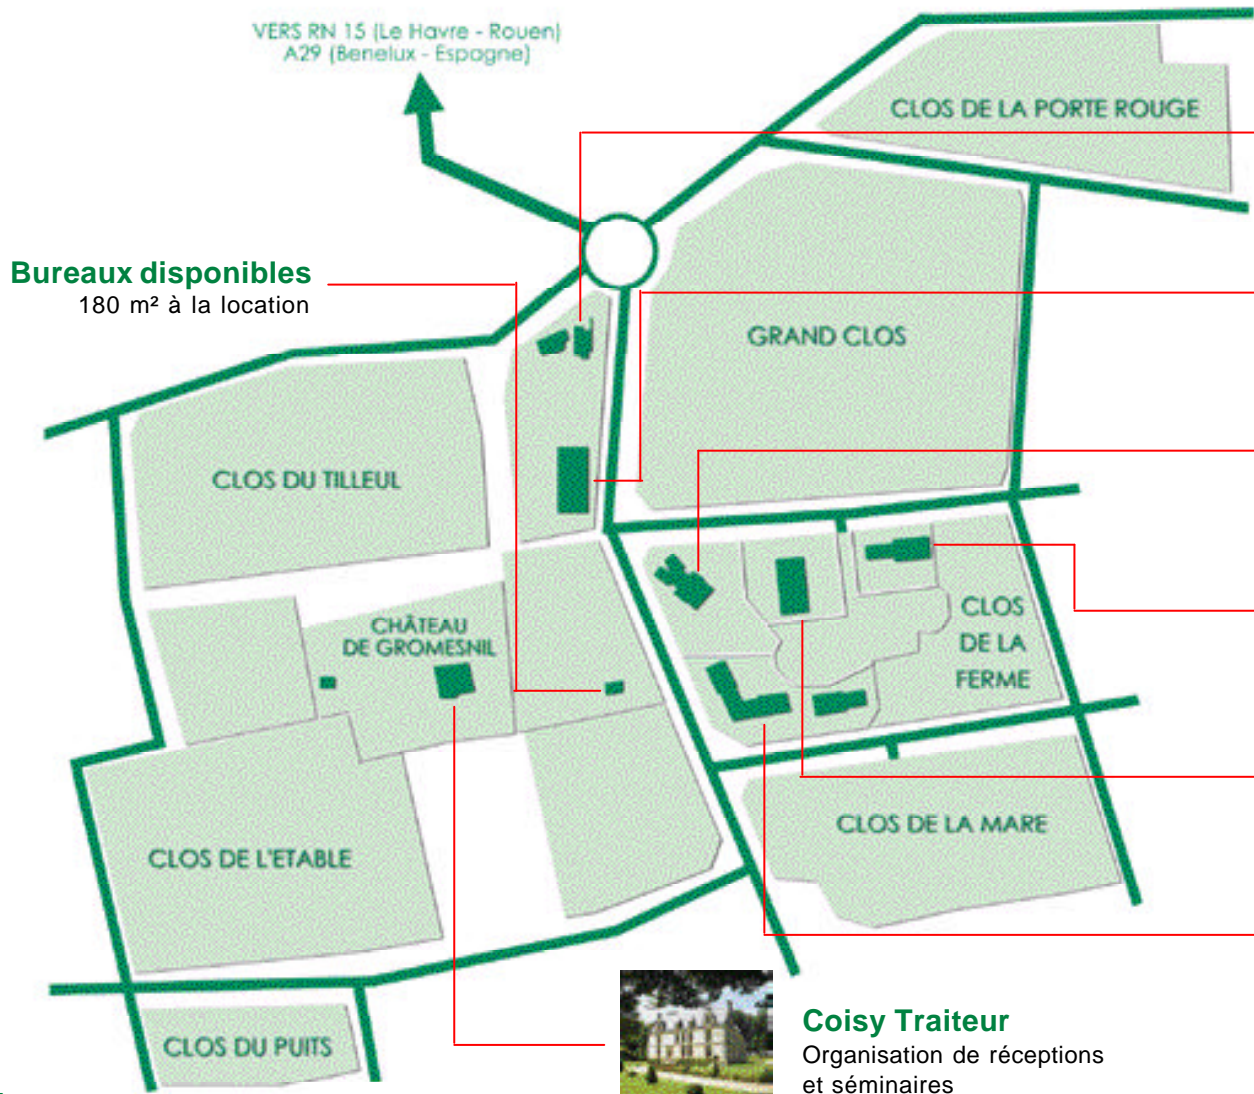 VERS RN 15 (Le Havre - Rouen)
A29 (Benelux - Espagne)
CLOS DE LA PORTE ROUGE
Bureaux disponibles
180 m² à la location
GRAND CLOS
CLOS DU TILLEUL
CHÂTEAU
DE GROMESNIL
CLOS
DE LA
FERME
CLOS DE LA MARE
CLOS DE L'ETABLE
CLOS DU PUITS
Coisy Traiteur
Organisation de réceptions
et séminaires